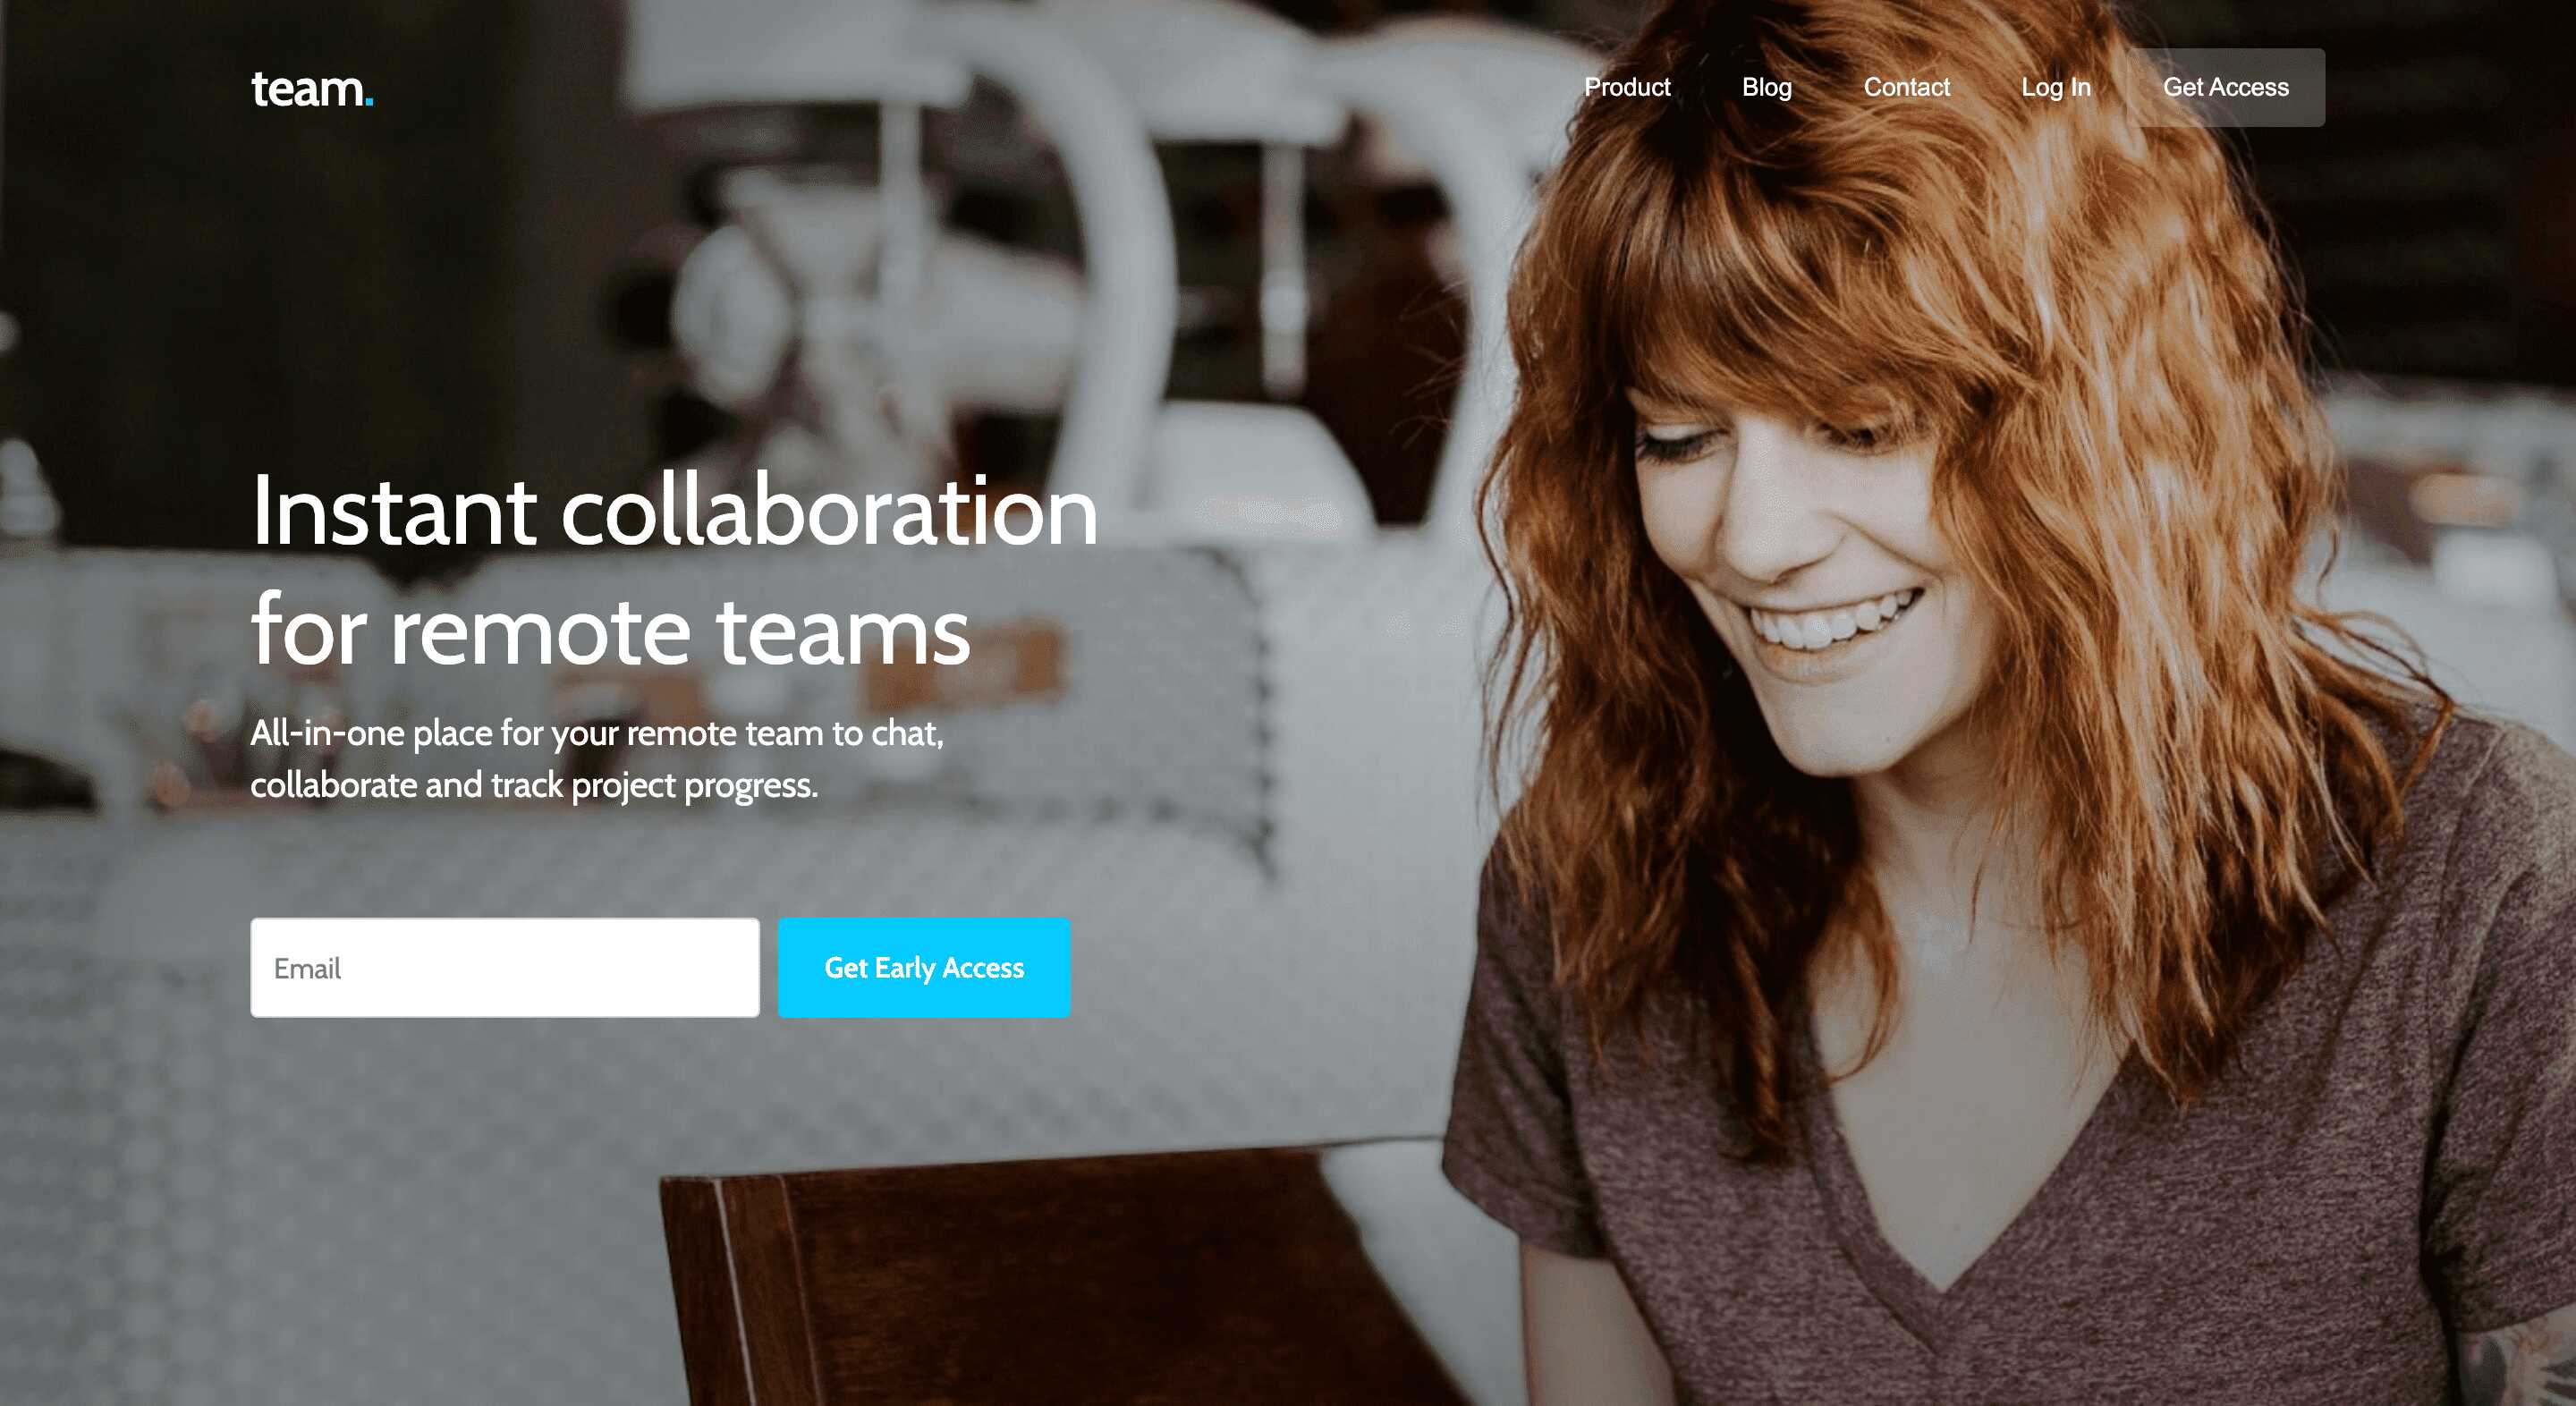 team.
Product
Blog
Contact
Log In
Get Access
Instant collaboration
for remote teams
All-in-one place for your remote team to chat,
collaborate and track project progress.
Email
Get Early Access